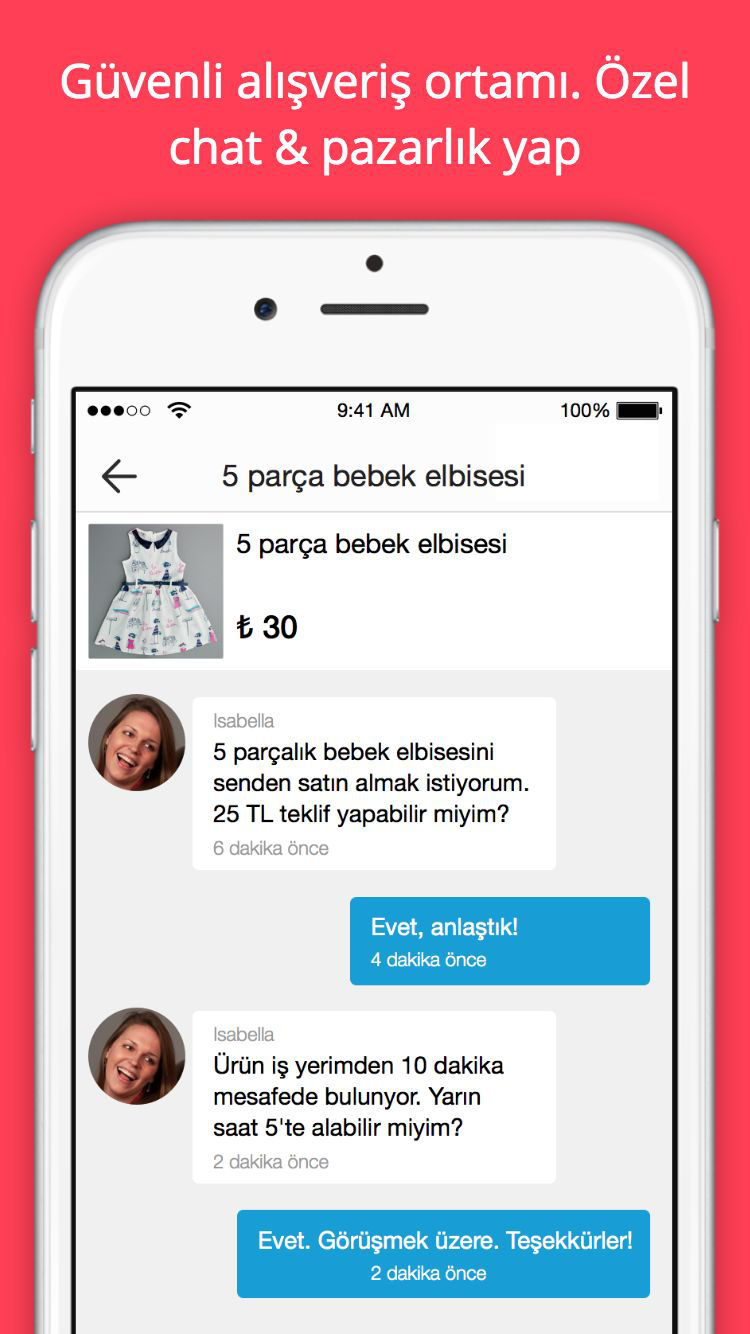 Güvenli alışveriş ortamı. Özel
chat & pazarlık yap
9:41 AM
100%
5 parça bebek elbisesi
5 parça bebek elbisesi
₺ 30
Isabella
5 parçalık bebek elbisesini
senden satın almak istiyorum.
25 TL teklif yapabilir miyim?
6 dakika önce
Evet, anlaştık!
4 dakika önce
Isabella
Ürün iş yerimden 10 dakika
mesafede bulunyor. Yarın
saat 5'te alabilir miyim?
2 dakika önce
Evet. Görüşmek üzere. Teşekkürler!
2 dakika önce